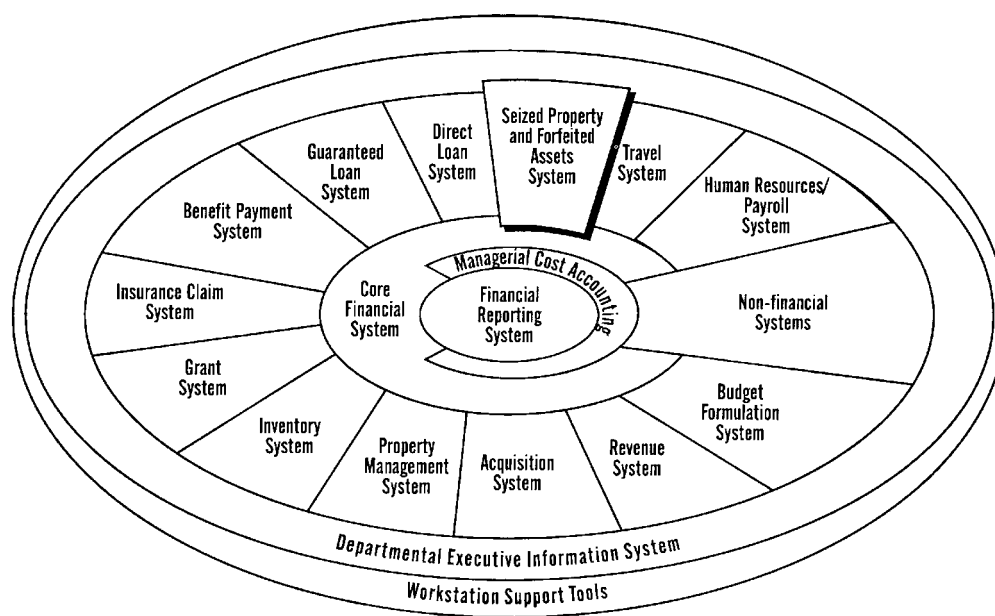 Seized Property
and Forfeited
Assets
System
Direct
Loan
System
Travel
System
Guaranteed
Loan
System
Human Resources/
Payroll
System
Benefit Payment
System
Managerial Cost Accounting
Insurance Claim
System
Core
Financial
System
Financial
Reporting
System
Non-financial
Systems
Grant
System
Budget
Formulation
System
Inventory
System
Property
Management
System
Acquisition
System
Revenue
System
Departmental Executive Information System
Workstation Support Tools